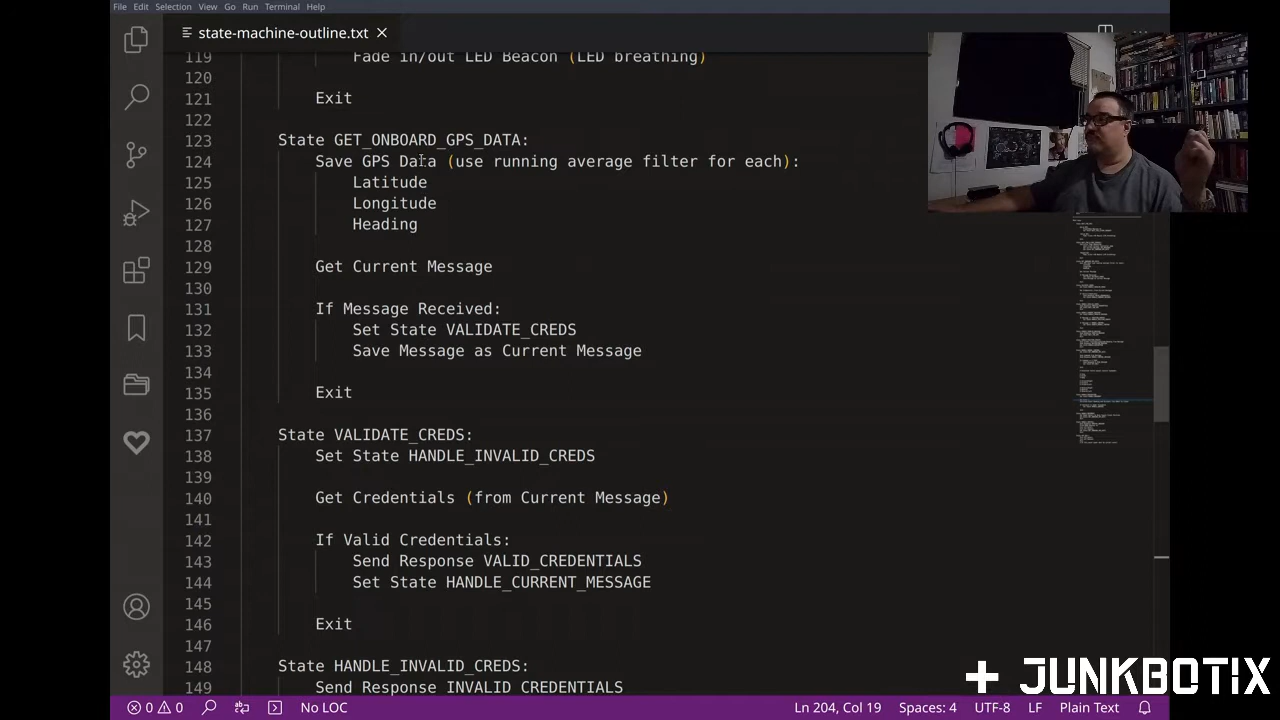 File Edit Selection View Go Run Terminal Help
state-machine-outline.txt
119 Fade in/out LED Beacon (LED breathing)
120
121 Exit
122
123 State GET_ONBOARD_GPS_DATA:
124 Save GPS Data (use running average filter for each):
125 Latitude
126 Longitude
127 Heading
128
129 Get Current Message
130
131 If Message Received:
132 Set State VALIDATE_CREDS
133 Save Message as Current Message
134
135 Exit
136
137 State VALIDATE_CREDS:
138 Set State HANDLE_INVALID_CREDS
139
140 Get Credentials (from Current Message)
141
142 If Valid Credentials:
143 Send Response VALID_CREDENTIALS
144 Set State HANDLE_CURRENT_MESSAGE
145
146 Exit
147
148 State HANDLE_INVALID_CREDS:
149 Send Response INVALID_CREDENTIALS
+ JUNKBOTIX
0 0 No LOC Ln 204, Col 19 Spaces: 4 UTF-8 LF Plain Text